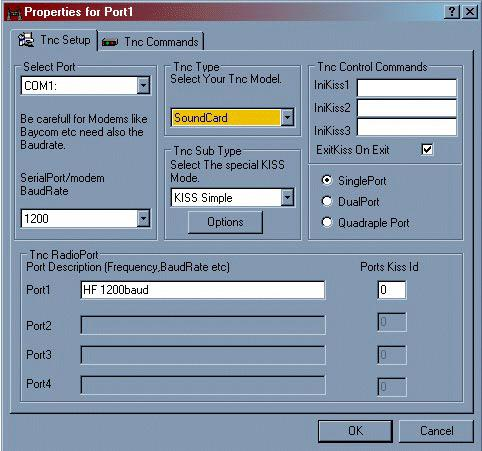 Properties for Port1
? X
Tnc Setup
Tnc Commands
Select Port
COM1:
Be carefull for Modems like
Baycom etc need also the
Baudrate.
SerialPort/modem
BaudRate
1200
Tnc Type
Select Your Tnc Model.
SoundCard
Tnc Sub Type
Select The special KISS
Mode.
KISS Simple
Options
Tnc Control Commands
IniKiss1
IniKiss2
IniKiss3
ExitKiss On Exit
SinglePort
DualPort
Quadraple Port
Tnc RadioPort
Port Description (Frequency,BaudRate etc)
Ports Kiss Id
Port1 HF 1200baud 0
Port2 0
Port3 0
Port4 0
OK
Cancel